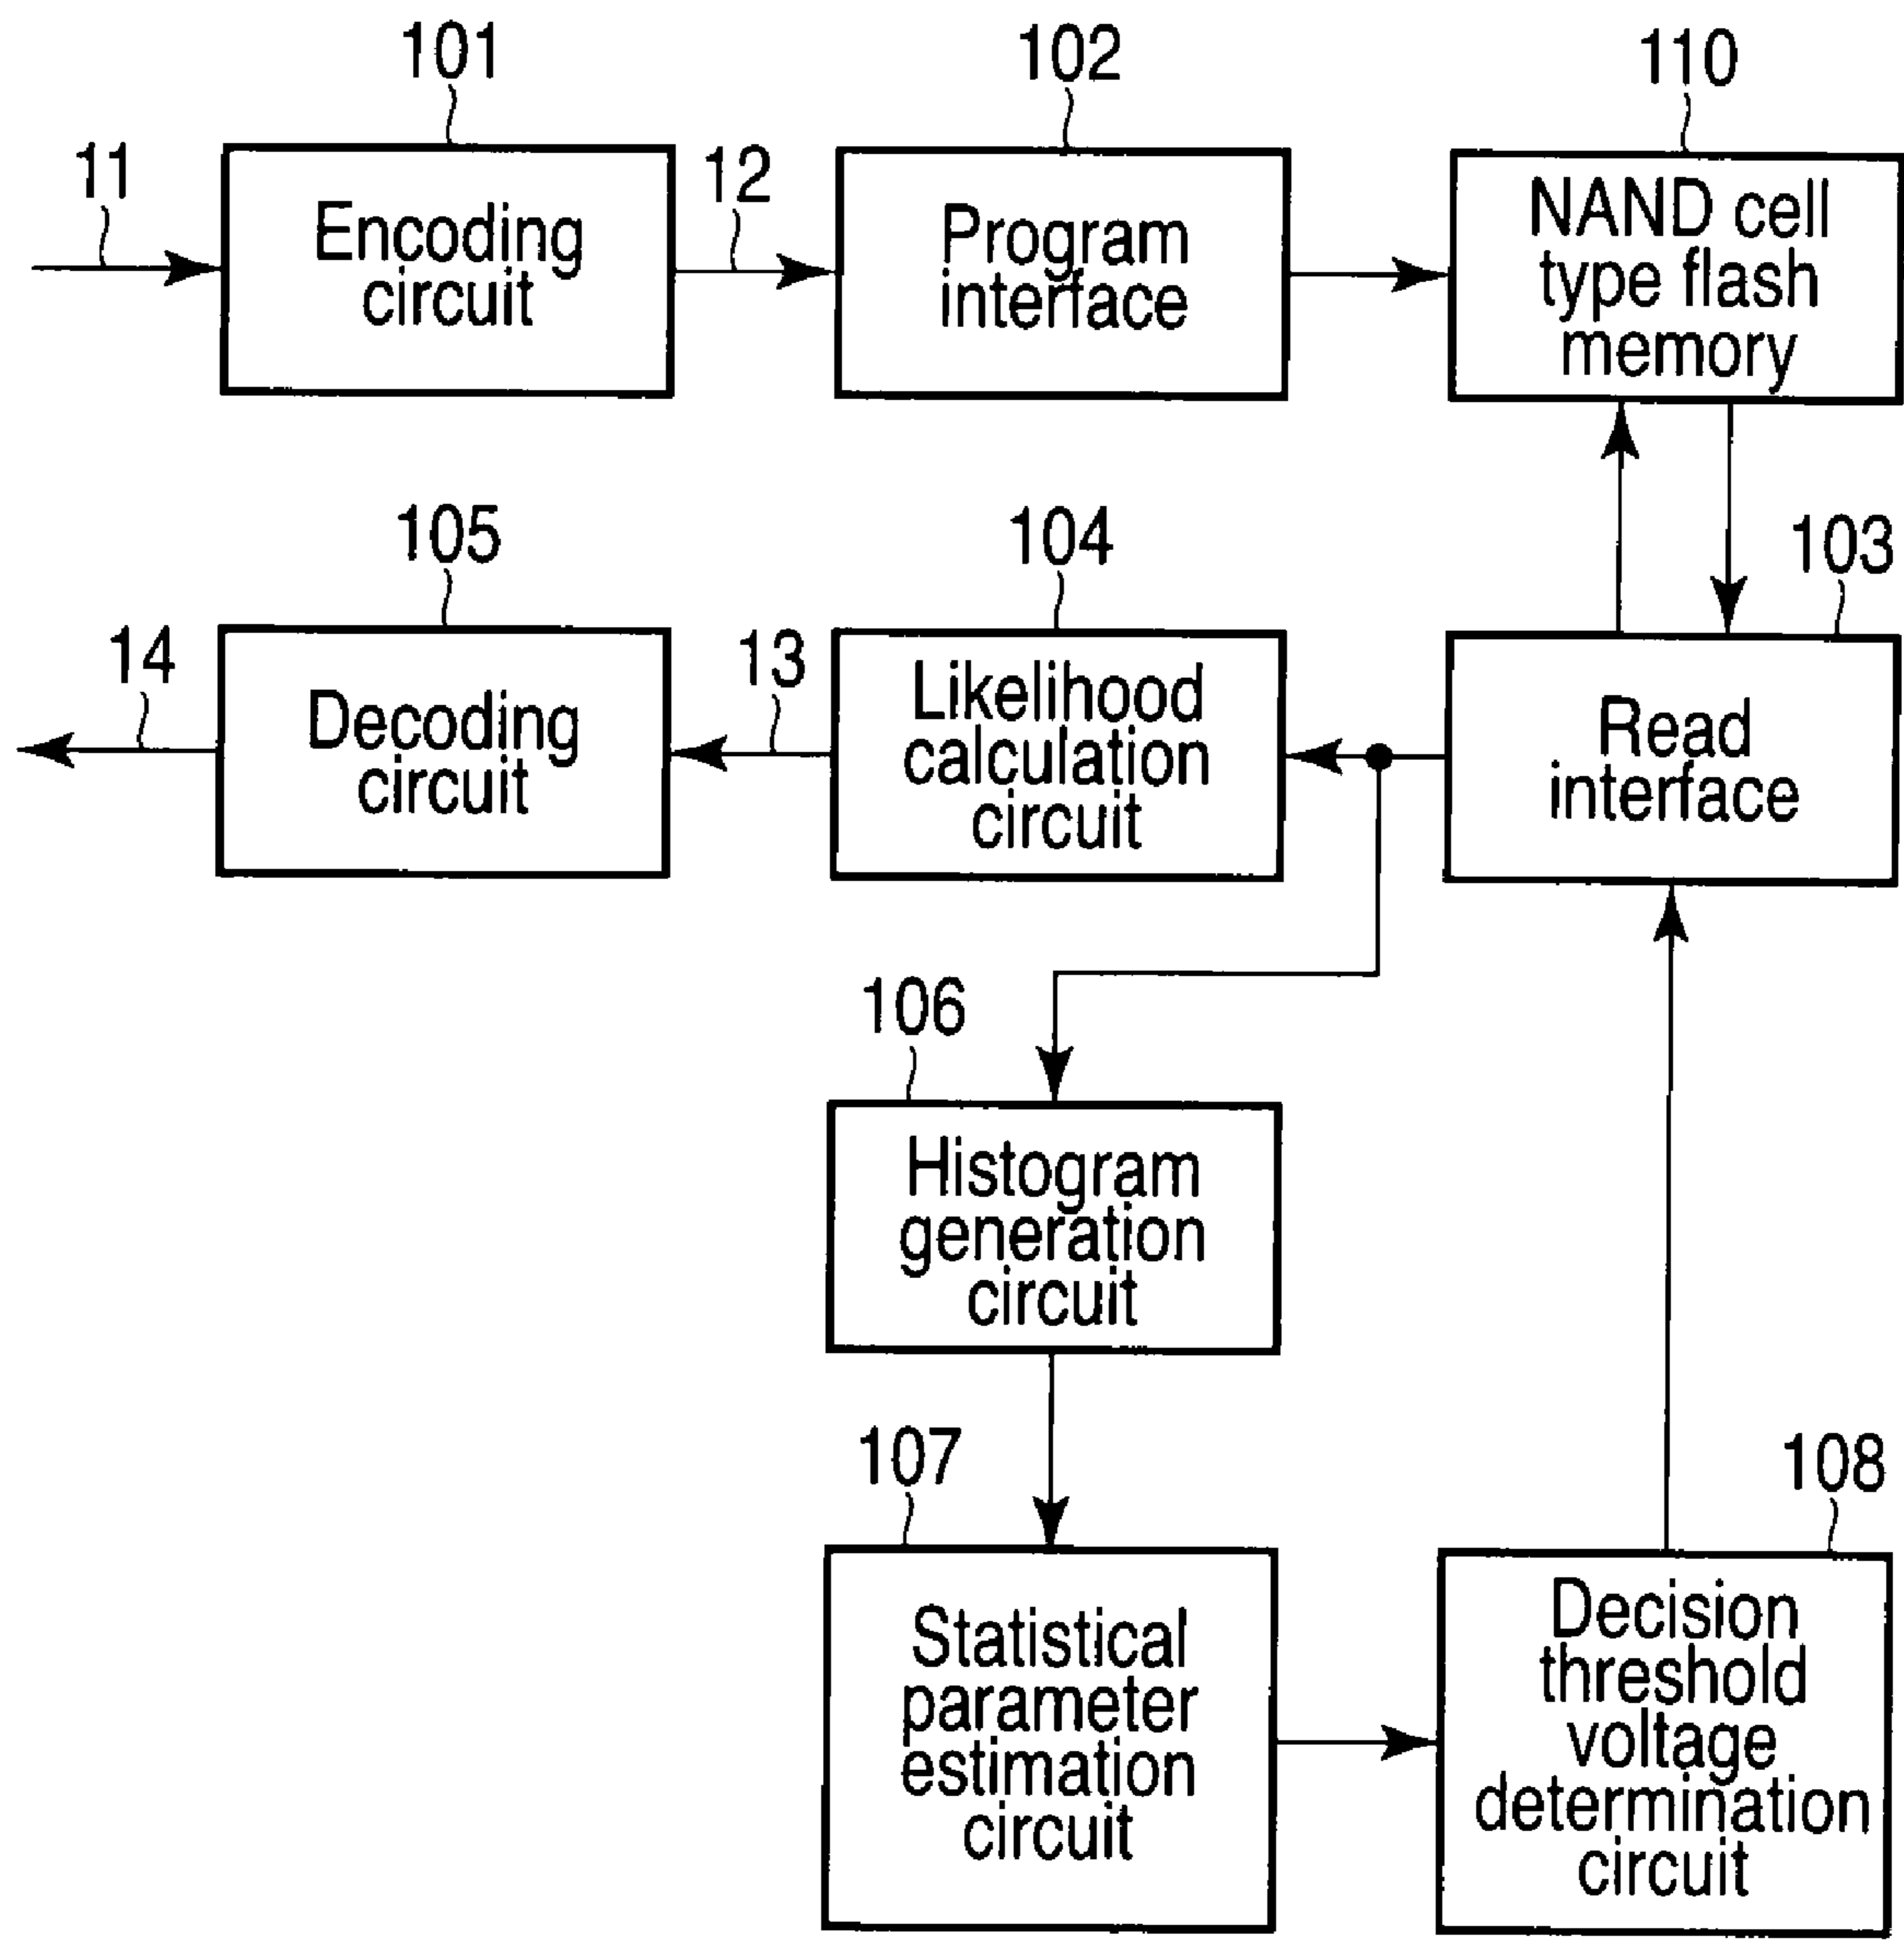 101
102
110
11
Encoding
circuit
12
Program
interface
NAND cell
type flash
memory
105
104
103
14
Decoding
circuit
13
Likelihood
calculation
circuit
Read
interface
106
Histogram
generation
circuit
107
108
Statistical
parameter
estimation
circuit
Decision
threshold
voltage
determination
circuit